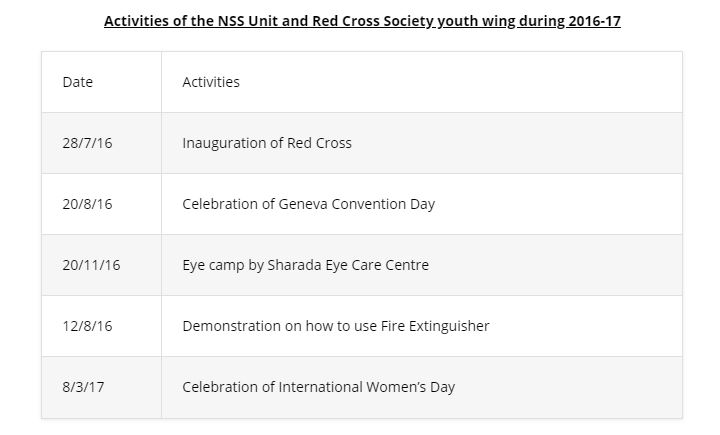 Activities of the NSS Unit and Red Cross Society youth wing during 2016-17
Date Activities
28/7/16 Inauguration of Red Cross
20/8/16 Celebration of Geneva Convention Day
20/11/16 Eye camp by Sharada Eye Care Centre
12/8/16 Demonstration on how to use Fire Extinguisher
8/3/17 Celebration of International Women’s Day